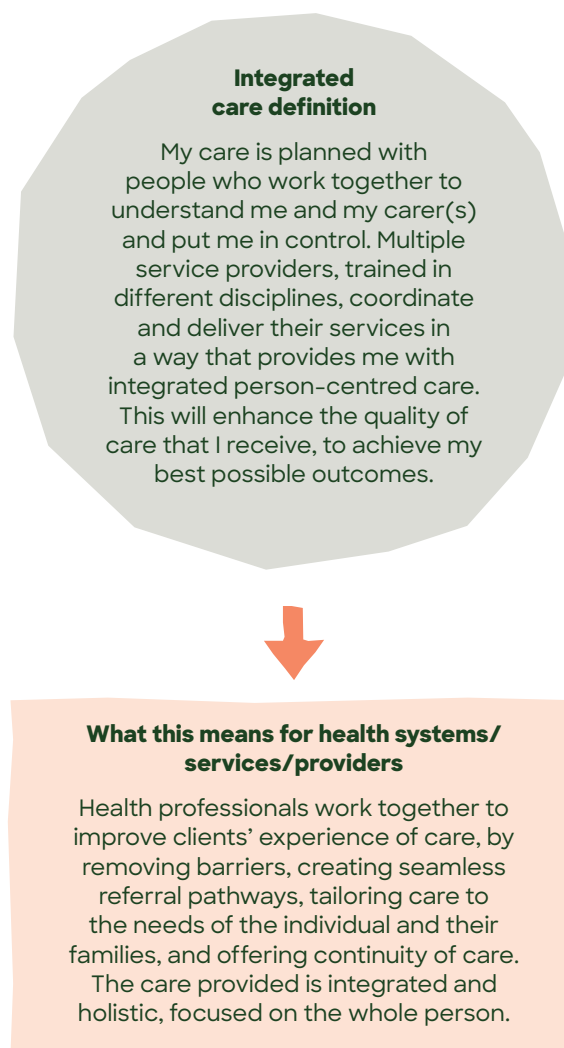 Integrated
care definition
My care is planned with
people who work together to
understand me and my carer(s)
and put me in control. Multiple
service providers, trained in
different disciplines, coordinate
and deliver their services in
a way that provides me with
integrated person-centred care.
This will enhance the quality of
care that I receive, to achieve my
best possible outcomes.
What this means for health systems/
services/providers
Health professionals work together to
improve clients’ experience of care, by
removing barriers, creating seamless
referral pathways, tailoring care to
the needs of the individual and their
families, and offering continuity of care.
The care provided is integrated and
holistic, focused on the whole person.